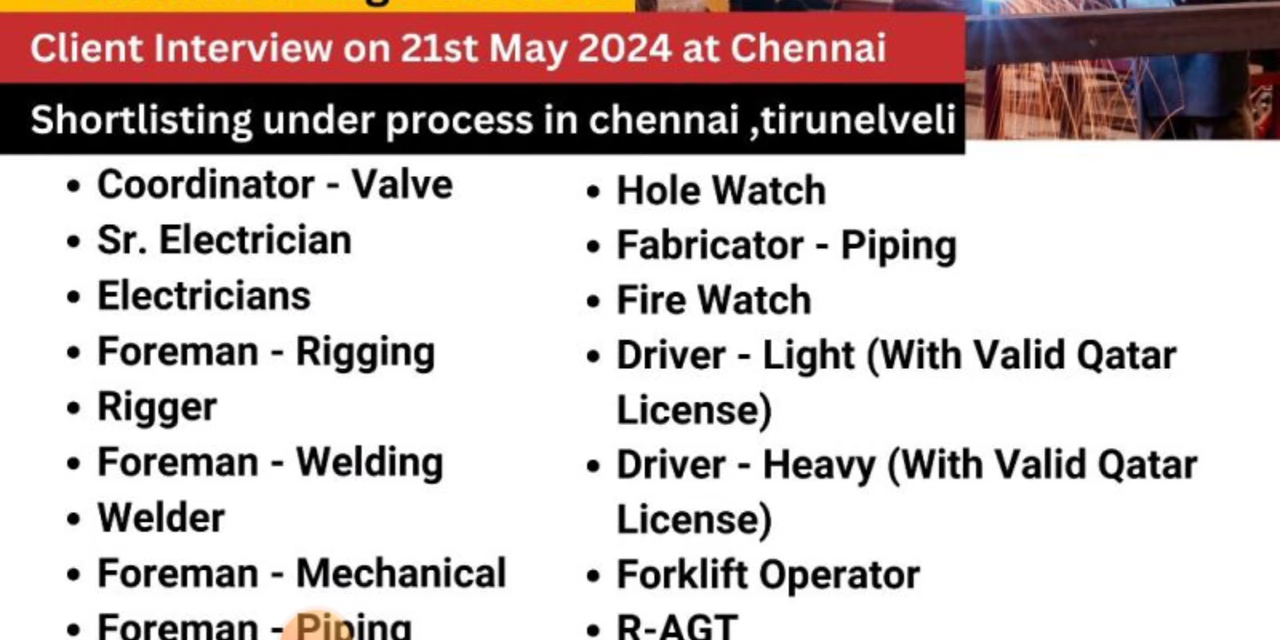 Client Interview on 21st May 2024 at Chennai
Shortlisting under process in chennai ,tirunelveli
• Coordinator - Valve
• Sr. Electrician
• Electricians
• Foreman - Rigging
• Rigger
• Foreman - Welding
• Welder
• Foreman - Mechanical
• Foreman - Piping
• Hole Watch
• Fabricator - Piping
• Fire Watch
• Driver - Light (With Valid Qatar
License)
• Driver - Heavy (With Valid Qatar
License)
• Forklift Operator
• R-AGT